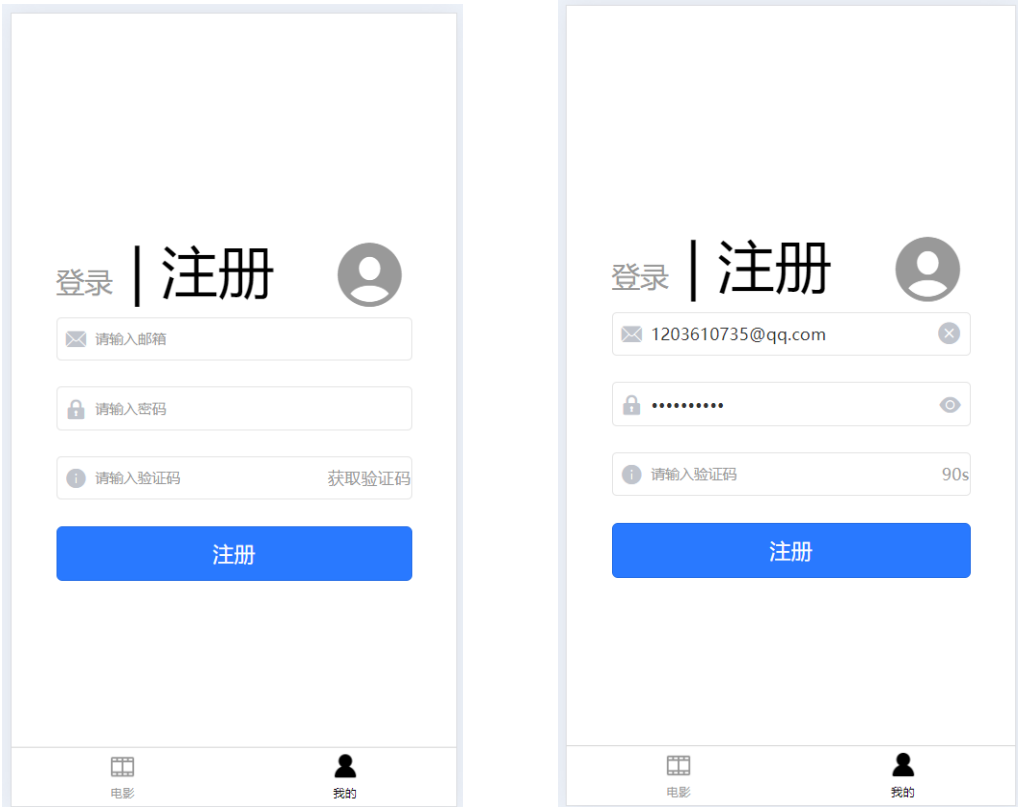 登录 | 注册
请输入邮箱
请输入密码
请输入验证码 获取验证码
注册
电影 我的
登录 | 注册
1203610735@qq.com
••••••••••
请输入验证码 90s
注册
电影 我的